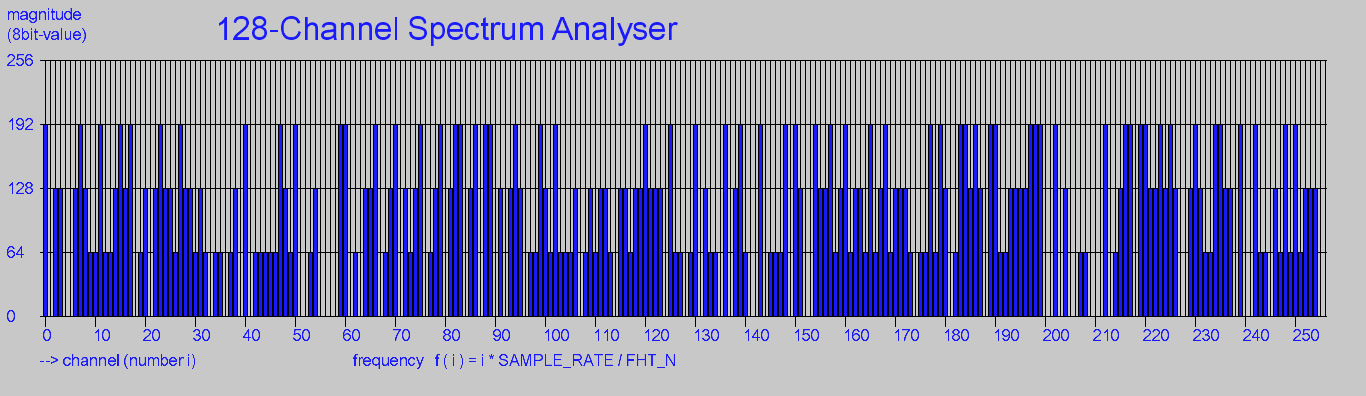 magnitude
(8bit-value)
128-Channel Spectrum Analyser
256
192
128
64
0
0 10 20 30 40 50 60 70 80 90 100 110 120 130 140 150 160 170 180 190 200 210 220 230 240 250
--> channel (number i) frequency f ( i ) = i * SAMPLE_RATE / FHT_N